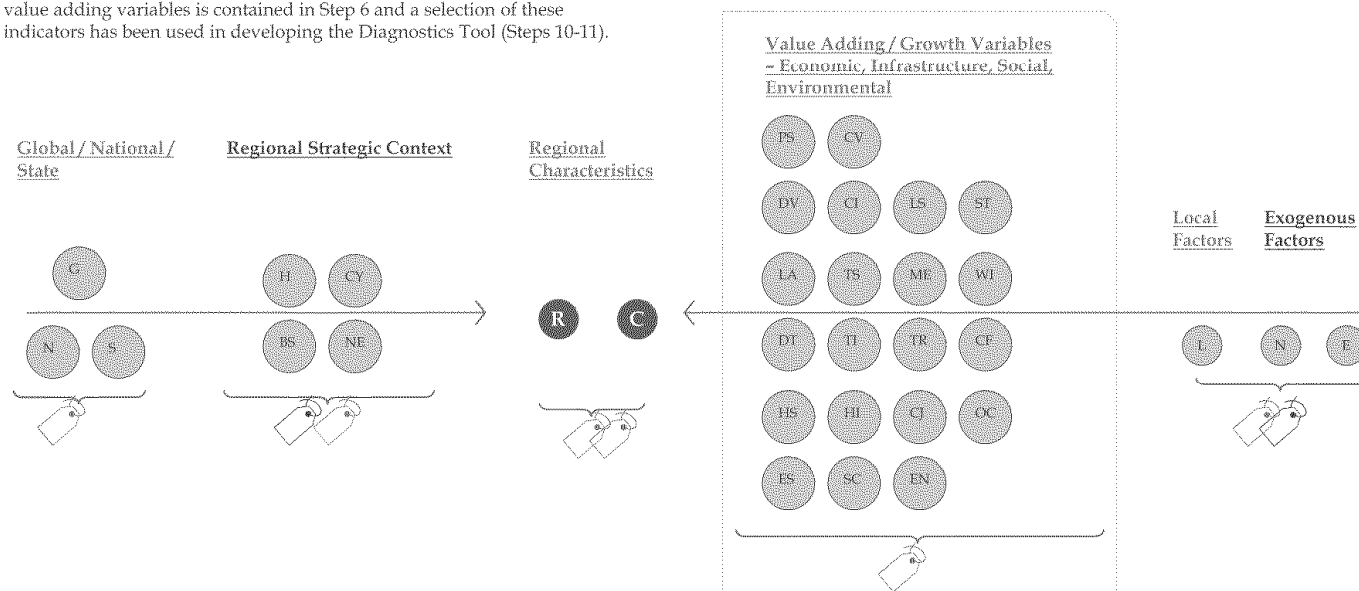 value adding variables is contained in Step 6 and a selection of these
indicators has been used in developing the Diagnostics Tool (Steps 10-11).
Value Adding / Growth Variables
– Economic, Infrastructure, Social,
Environmental
Global / National /
State
Regional Strategic Context
Regional
Characteristics
Local
Factors
Exogenous
Factors
PS CV
DV CI LS ST
LA TS ME WI
DT TI TR CF
HS HI CJ OC
ES SC EN
G
N S
H CY
BS NE
R C
L N E